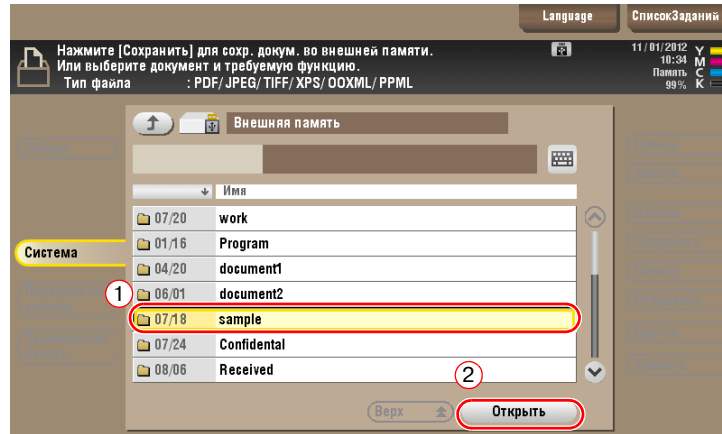 Language
СписокЗаданий
Нажмите [Сохранить] для сохр. докум. во внешней памяти.
Или выберите документ и требуемую функцию.
Тип файла : PDF/JPEG/TIFF/XPS/OOXML/PPML
11/01/2012
10:34
Память
99%
Y
M
C
K
Внешняя память
Имя
07/20 work
01/16 Program
04/20 document1
06/01 document2
07/18 sample
07/24 Confidental
08/06 Received
Система
1
2
Верх
Открыть